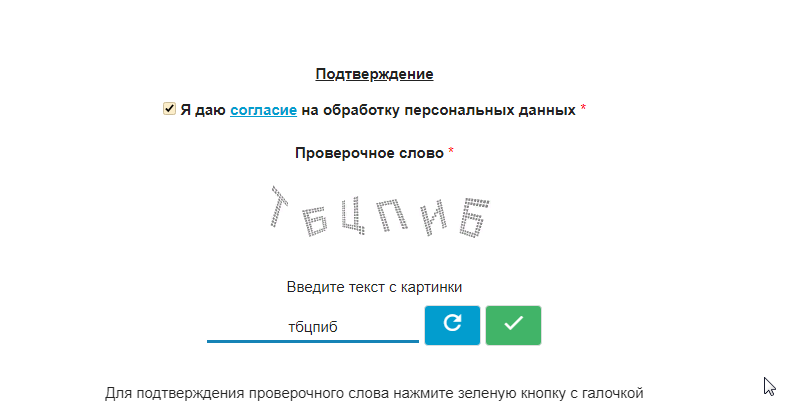 Подтверждение
Я даю согласие на обработку персональных данных *
Проверочное слово *
ТБЦПИБ
Введите текст с картинки
тбцпиб
Для подтверждения проверочного слова нажмите зеленую кнопку с галочкой